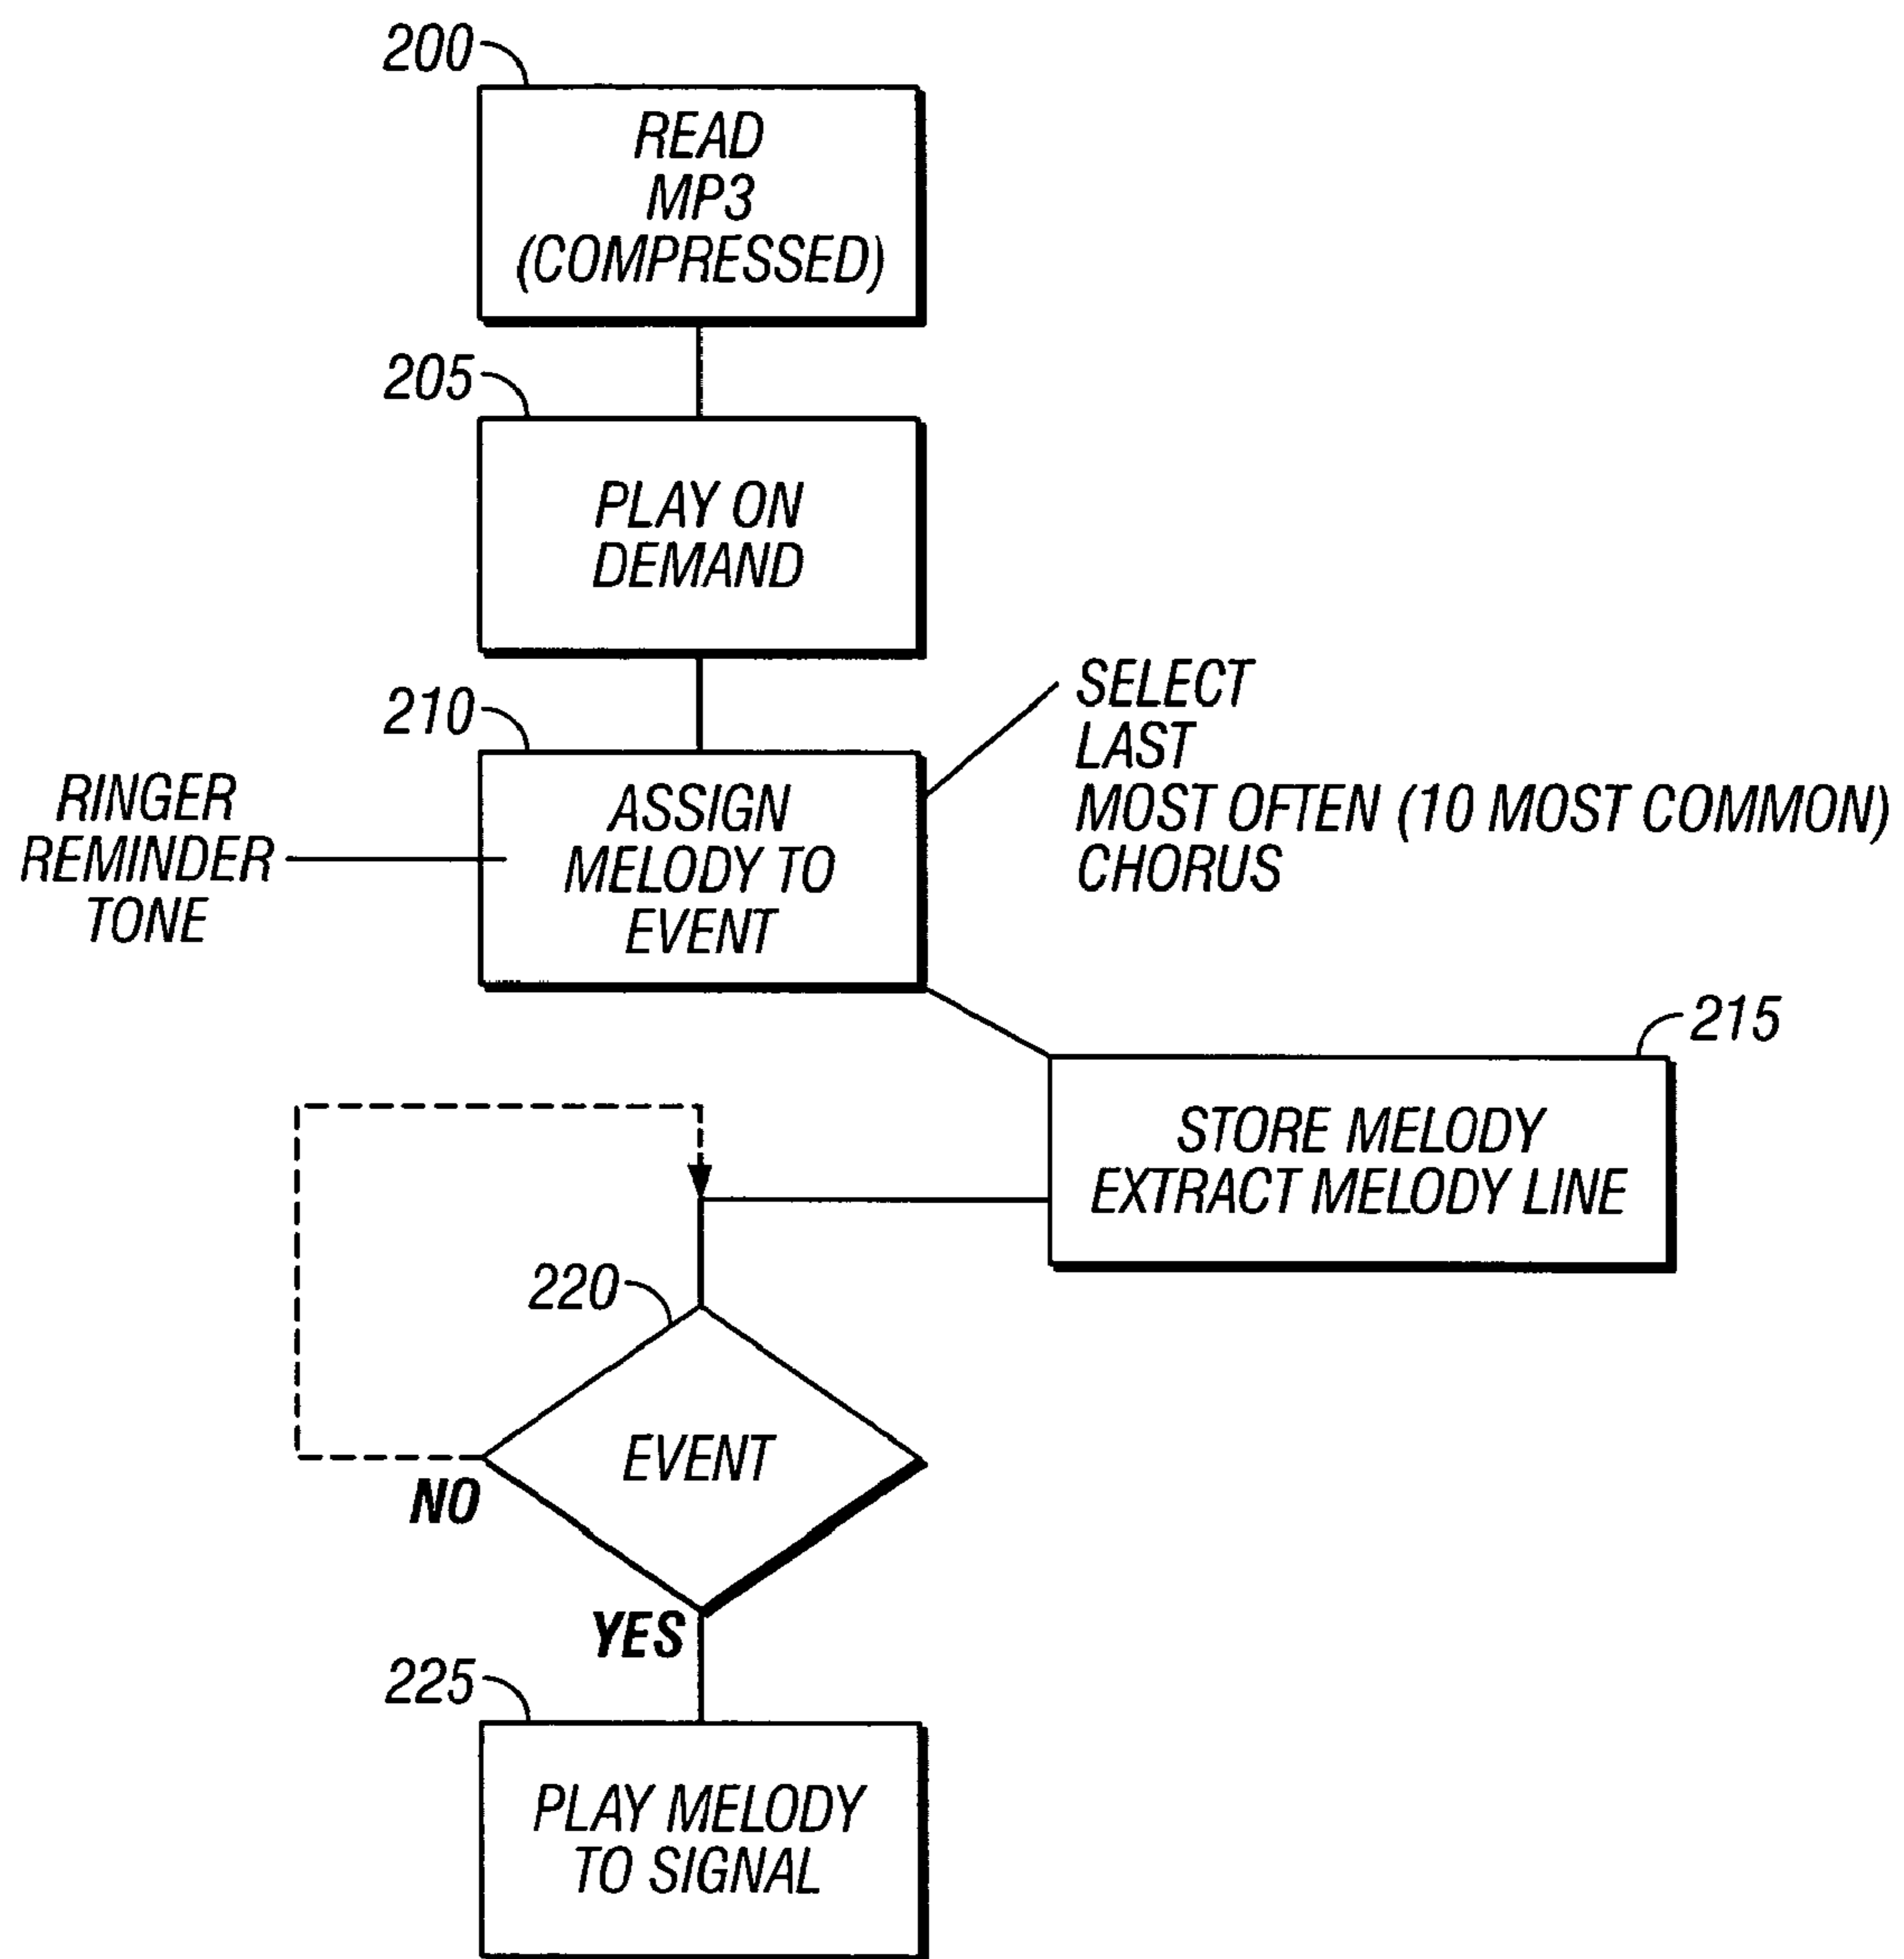 200
READ
MP3
(COMPRESSED)
205
PLAY ON
DEMAND
210
ASSIGN
MELODY TO
EVENT
RINGER
REMINDER
TONE
SELECT
LAST
MOST OFTEN (10 MOST COMMON)
CHORUS
215
STORE MELODY
EXTRACT MELODY LINE
220
EVENT
NO
YES
225
PLAY MELODY
TO SIGNAL